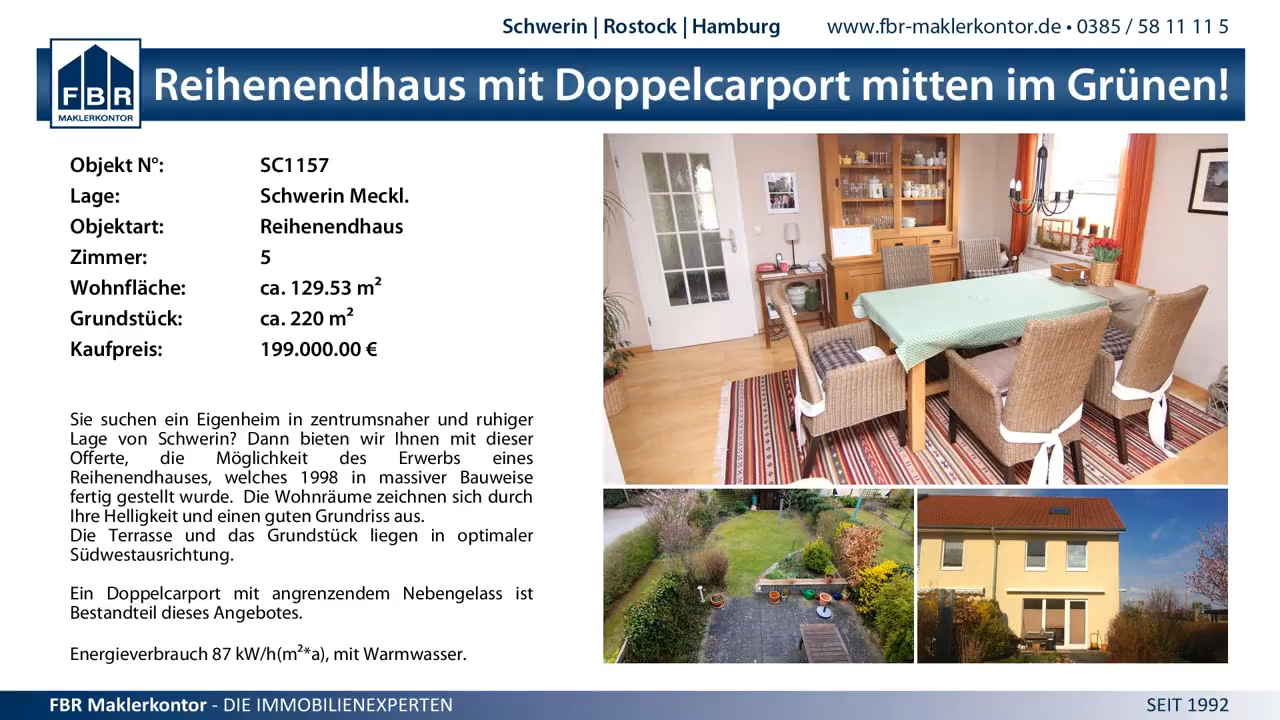 Schwerin | Rostock | Hamburg www.fbr-maklerkontor.de • 0385 / 58 11 11 5
FBR
MAKLERKONTOR
Reihenendhaus mit Doppelcarport mitten im Grünen!
Objekt N°: SC1157
Lage: Schwerin Meckl.
Objektart: Reihenendhaus
Zimmer: 5
Wohnfläche: ca. 129.53 m²
Grundstück: ca. 220 m²
Kaufpreis: 199.000.00 €
Sie suchen ein Eigenheim in zentrumsnaher und ruhiger
Lage von Schwerin? Dann bieten wir Ihnen mit dieser
Offerte, die Möglichkeit des Erwerbs eines
Reihenendhauses, welches 1998 in massiver Bauweise
fertig gestellt wurde. Die Wohnräume zeichnen sich durch
Ihre Helligkeit und einen guten Grundriss aus.
Die Terrasse und das Grundstück liegen in optimaler
Südwestausrichtung.
Ein Doppelcarport mit angrenzendem Nebengelass ist
Bestandteil dieses Angebotes.
Energieverbrauch 87 kW/h(m²*a), mit Warmwasser.
FBR Maklerkontor - DIE IMMOBILIENEXPERTEN SEIT 1992